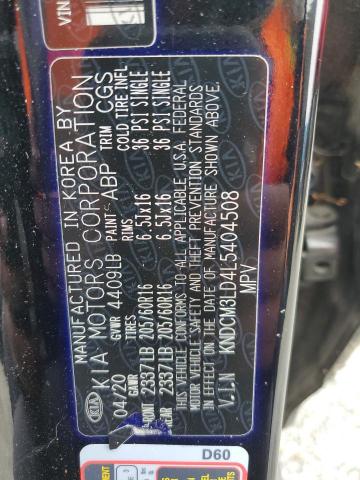 MANUFACTURED IN KOREA BY
KIA KIA MOTORS CORPORATION
04/20 GVWR 4409LB PAINT: ABP TRIM CGS
GAWR TIRES RIMS COLD TIRE INFL
FRONT 2337LB 205/60R16 6.5Jx16 36 PSI SINGLE
REAR 2337LB 205/60R16 6.5Jx16 36 PSI SINGLE
THIS VEHICLE CONFORMS TO ALL APPLICABLE U.S.A. FEDERAL
MOTOR VEHICLE SAFETY AND THEFT PREVENTION STANDARDS
IN EFFECT ON THE DATE OF MANUFACTURE SHOWN ABOVE.
V.I.N KNDCM3LD4L5404508
MPV
VIN
D60